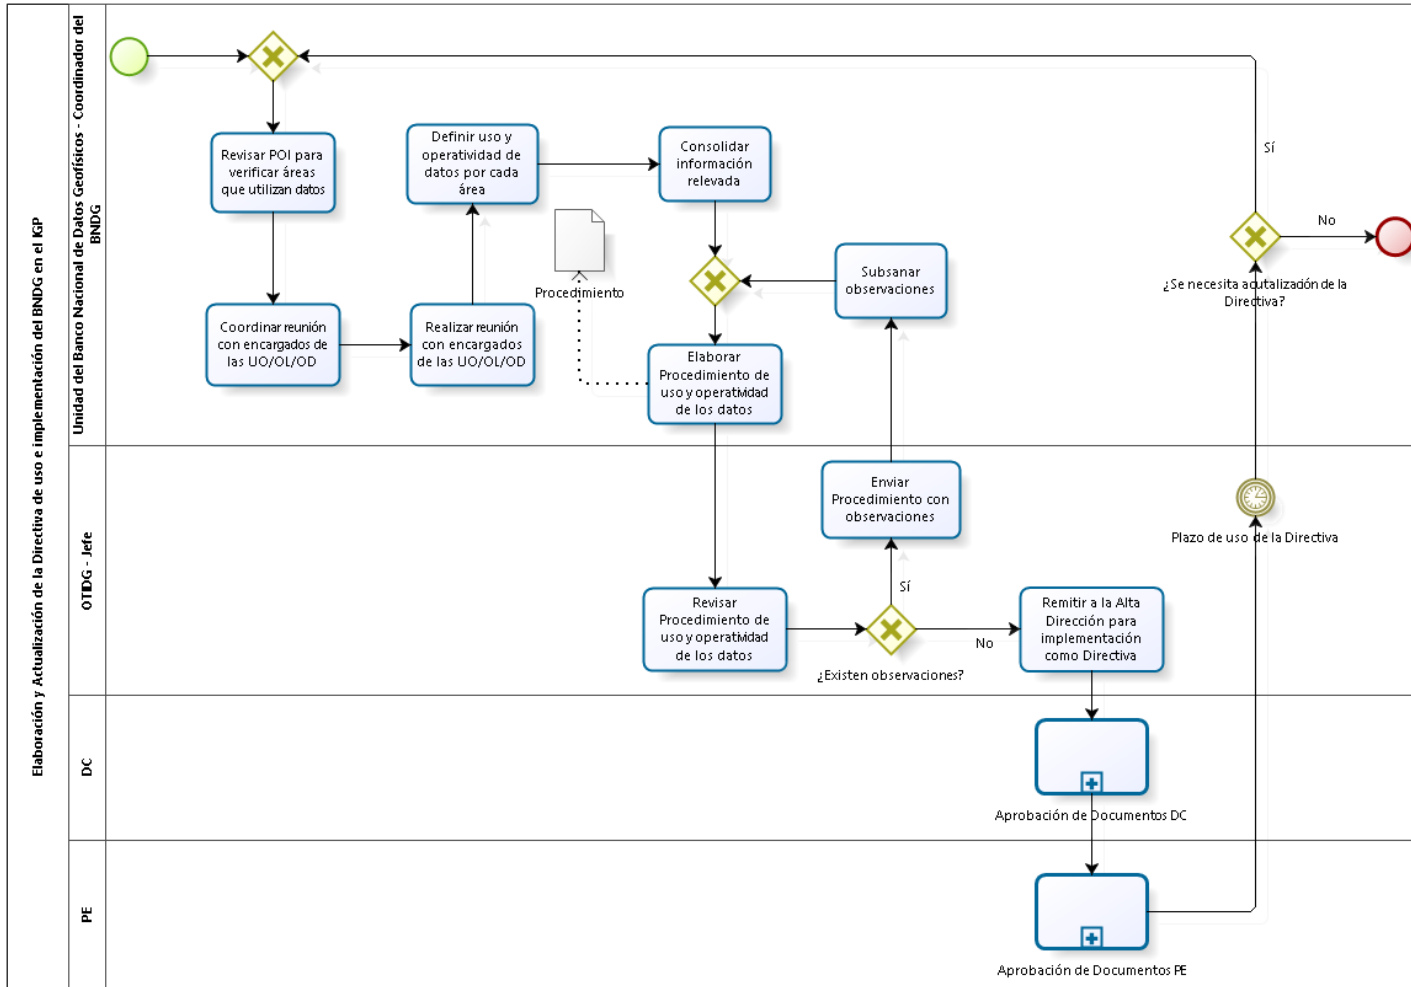 Elaboración y Actualización de la Directiva de uso e implementación del BNDG en el IGP
Unidad del Banco Nacional de Datos Geofísicos - Coordinador del
BNDG
Revisar POI para
verificar áreas
que utilizan datos
Coordinar reunión
con encargados de
las UO/OL/OD
Realizar reunión
con encargados
de las UO/OL/OD
Definir uso y
operatividad de
datos por cada
área
Consolidar
información
relevada
Procedimiento
Elaborar
Procedimiento de
uso y operatividad
de los datos
Subsanar
observaciones
Sí
No
¿Se necesita acutalización de la
Directiva?
OTIDG - Jefe
Enviar
Procedimiento con
observaciones
Plazo de uso de la Directiva
Revisar
Procedimiento de
uso y operatividad
de los datos
Sí
¿Existen observaciones?
No
Remitir a la Alta
Dirección para
implementación
como Directiva
DC
Aprobación de Documentos DC
PE
Aprobación de Documentos PE